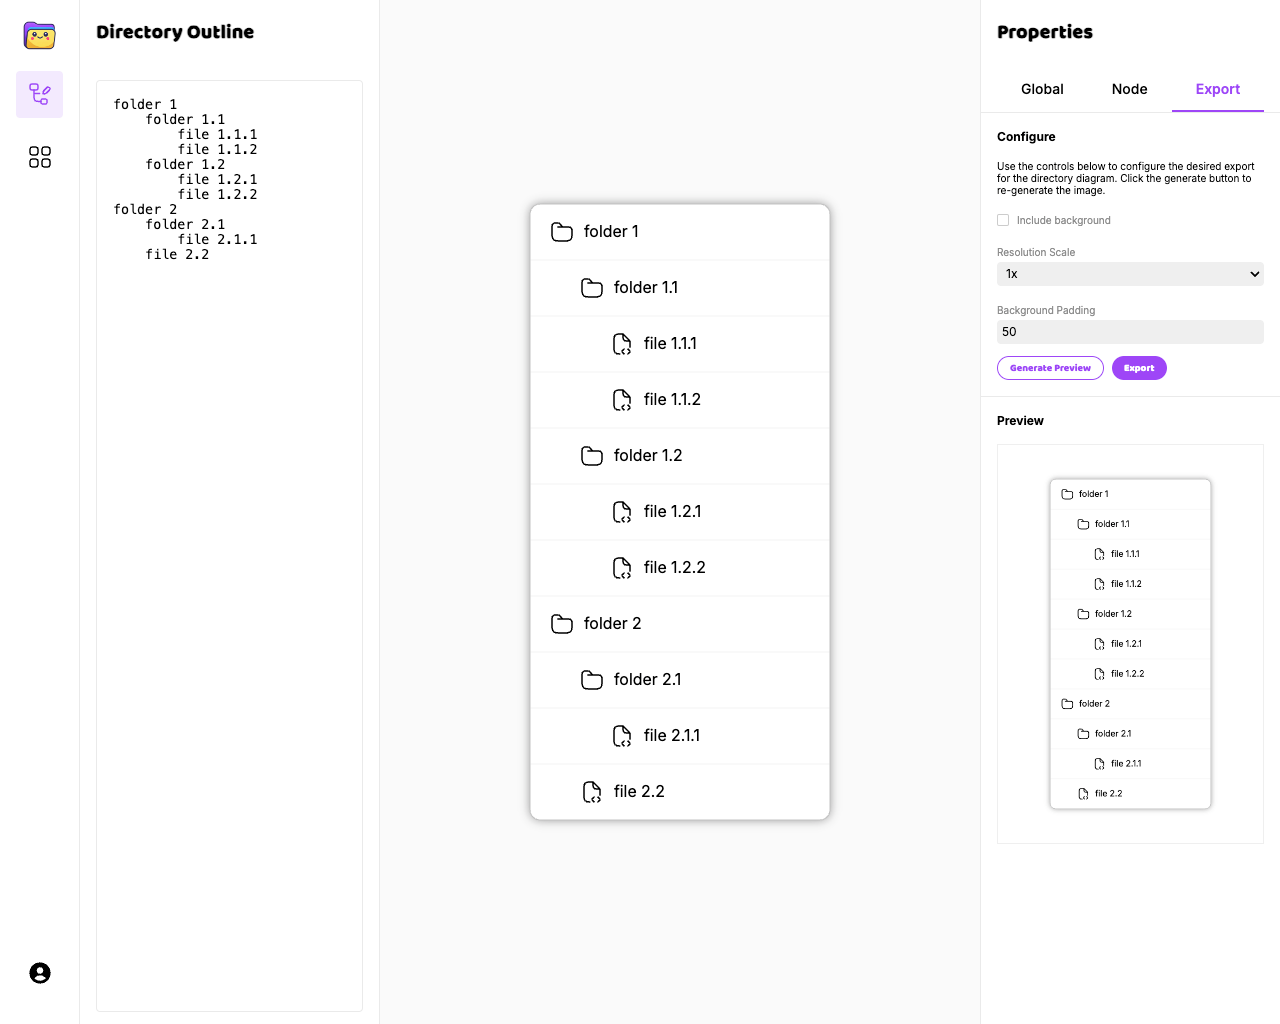 Directory Outline
folder 1
folder 1.1
file 1.1.1
file 1.1.2
folder 1.2
file 1.2.1
file 1.2.2
folder 2
folder 2.1
file 2.1.1
file 2.2
folder 1
folder 1.1
file 1.1.1
file 1.1.2
folder 1.2
file 1.2.1
file 1.2.2
folder 2
folder 2.1
file 2.1.1
file 2.2
Properties
Global Node Export
Configure
Use the controls below to configure the desired export
for the directory diagram. Click the generate button to
re-generate the image.
Include background
Resolution Scale
1x
Background Padding
50
Generate Preview Export
Preview
folder 1
folder 1.1
file 1.1.1
file 1.1.2
folder 1.2
file 1.2.1
file 1.2.2
folder 2
folder 2.1
file 2.1.1
file 2.2